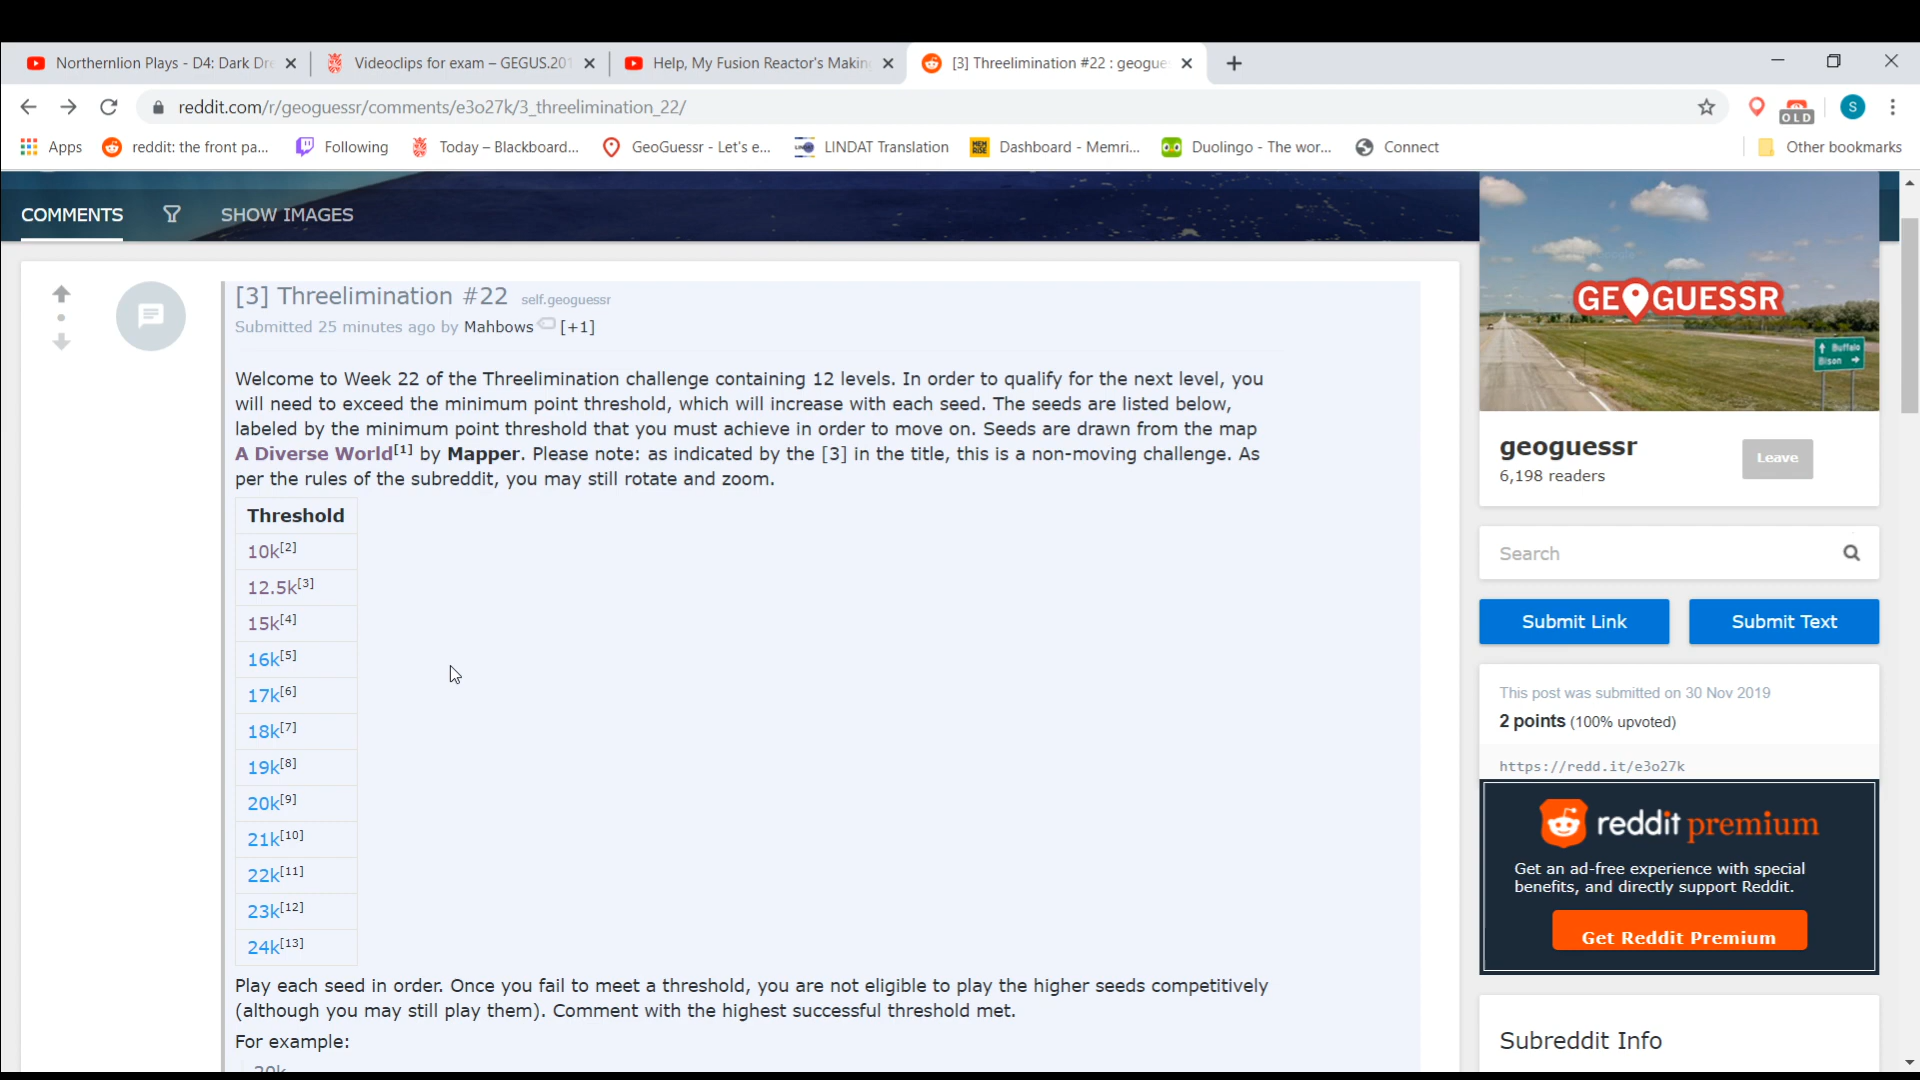 Northernlion Plays - D4: Dark Dre
Videoclips for exam – GEGUS.201
Help, My Fusion Reactor's Making
[3] Threelimination #22 : geogues
reddit.com/r/geoguessr/comments/e3o27k/3_threelimination_22/
OLD
S
Apps
reddit: the front pa...
Following
Today – Blackboard...
GeoGuessr - Let's e...
LINDAT Translation
Dashboard - Memri...
Duolingo - The wor...
Connect
Other bookmarks
COMMENTS
SHOW IMAGES
[3] Threelimination #22 self.geoguessr
Submitted 25 minutes ago by Mahbows [+1]
Welcome to Week 22 of the Threelimination challenge containing 12 levels. In order to qualify for the next level, you
will need to exceed the minimum point threshold, which will increase with each seed. The seeds are listed below,
labeled by the minimum point threshold that you must achieve in order to move on. Seeds are drawn from the map
A Diverse World[1] by Mapper. Please note: as indicated by the [3] in the title, this is a non-moving challenge. As
per the rules of the subreddit, you may still rotate and zoom.
Threshold
10k[2]
12.5k[3]
15k[4]
16k[5]
17k[6]
18k[7]
19k[8]
20k[9]
21k[10]
22k[11]
23k[12]
24k[13]
Play each seed in order. Once you fail to meet a threshold, you are not eligible to play the higher seeds competitively
(although you may still play them). Comment with the highest successful threshold met.
For example:
20k
GEOGUESSR
Buffalo
Bison
geoguessr
6,198 readers
Leave
Search
Submit Link
Submit Text
This post was submitted on 30 Nov 2019
2 points (100% upvoted)
https://redd.it/e3o27k
reddit premium
Get an ad-free experience with special
benefits, and directly support Reddit.
Get Reddit Premium
Subreddit Info